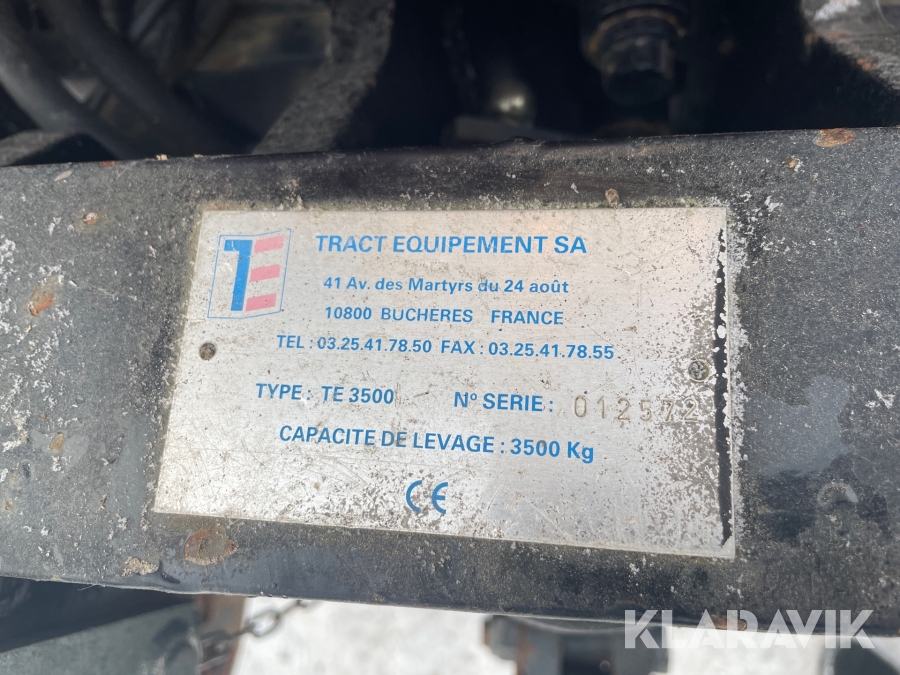 TE
TRACT EQUIPEMENT SA
41 Av. des Martyrs du 24 août
10800 BUCHÈRES FRANCE
TEL : 03.25.41.78.50 FAX : 03.25.41.78.55
TYPE : TE 3500 N° SERIE : 012572
CAPACITE DE LEVAGE : 3500 Kg
CE
KLARAVIK